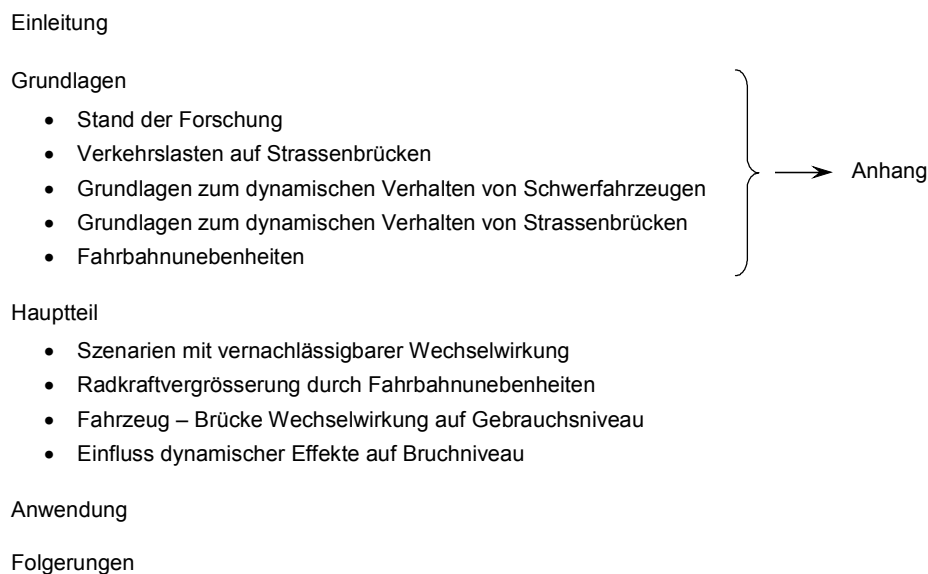 Einleitung
Grundlagen
• Stand der Forschung
• Verkehrslasten auf Strassenbrücken
• Grundlagen zum dynamischen Verhalten von Schwerfahrzeugen
• Grundlagen zum dynamischen Verhalten von Strassenbrücken
• Fahrbahnunebenheiten
Anhang
Hauptteil
• Szenarien mit vernachlässigbarer Wechselwirkung
• Radkraftvergrösserung durch Fahrbahnunebenheiten
• Fahrzeug – Brücke Wechselwirkung auf Gebrauchsniveau
• Einfluss dynamischer Effekte auf Bruchniveau
Anwendung
Folgerungen